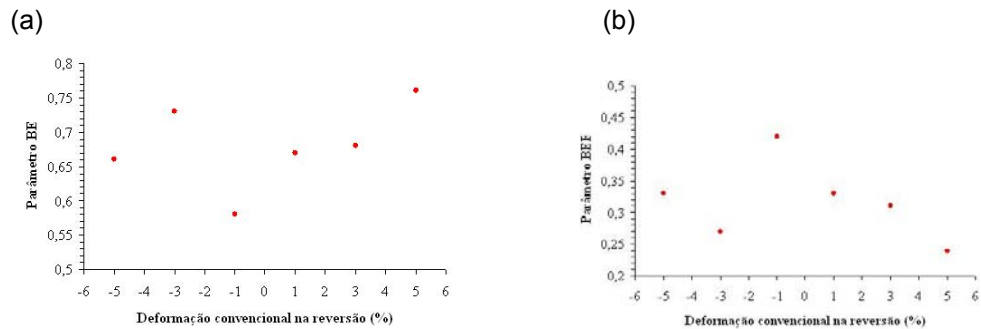 (a)
(b)
Parâmetro BE
0,8
0,75
0,7
0,65
0,6
0,55
0,5
-6 -5 -4 -3 -2 -1 0 1 2 3 4 5 6
Deformação convencional na reversão (%)
Parâmetro BEF
0,5
0,45
0,4
0,35
0,3
0,25
0,2
-6 -5 -4 -3 -2 -1 0 1 2 3 4 5 6
Deformação convencional na reversão (%)